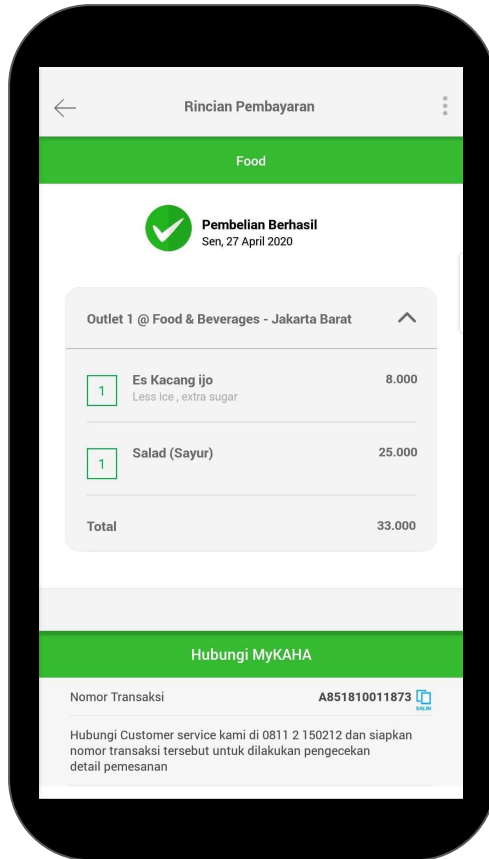 Rincian Pembayaran
Food
Pembelian Berhasil
Sen, 27 April 2020
Outlet 1 @ Food & Beverages - Jakarta Barat
1 Es Kacang ijo 8.000
Less ice , extra sugar
1 Salad (Sayur) 25.000
Total 33.000
Hubungi MyKAHA
Nomor Transaksi A851810011873
SALIN
Hubungi Customer service kami di 0811 2 150212 dan siapkan
nomor transaksi tersebut untuk dilakukan pengecekan
detail pemesanan